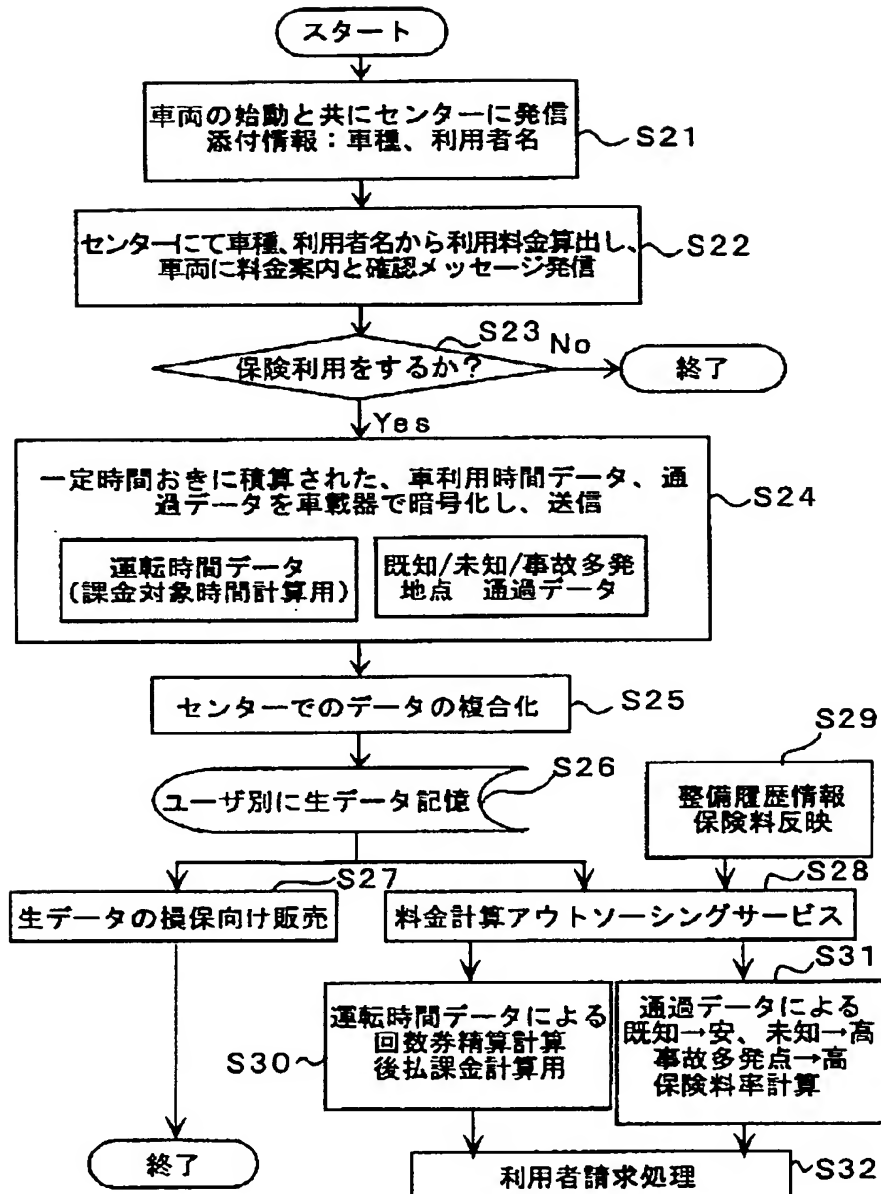 スタート
車両の始動と共にセンターに発信
添付情報：車種、利用者名
S21
センターにて車種、利用者名から利用料金算出し、
車両に料金案内と確認メッセージ発信
S22
S23
保険利用をするか？
No
終了
Yes
一定時間おきに積算された、車利用時間データ、通
過データを車載器で暗号化し、送信
S24
運転時間データ
(課金対象時間計算用)
既知/未知/事故多発
地点 通過データ
センターでのデータの複合化
S25
S29
ユーザ別に生データ記憶
S26
整備履歴情報
保険料反映
S27
S28
生データの損保向け販売
料金計算アウトソーシングサービス
S31
運転時間データによる
回数券精算計算
後払課金計算用
S30
通過データによる
既知→安、未知→高
事故多発点→高
保険料率計算
終了
利用者請求処理
S32